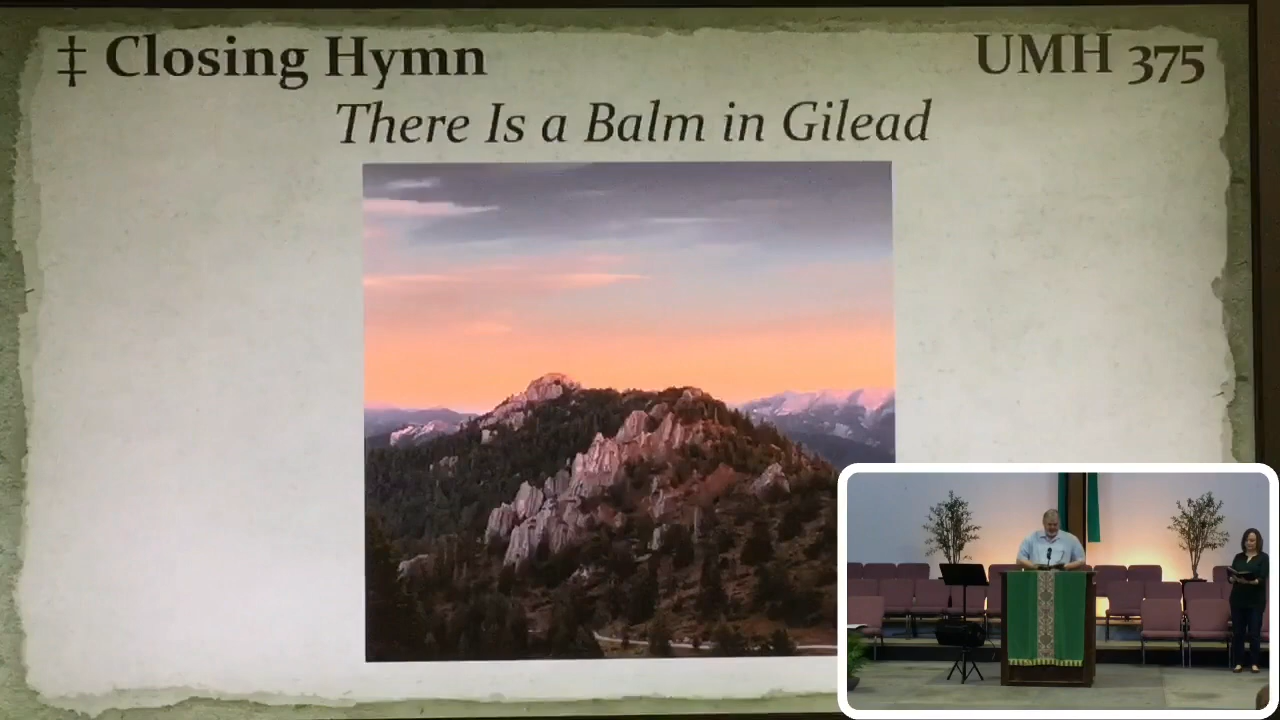 ‡ Closing Hymn UMH 375
There Is a Balm in Gilead